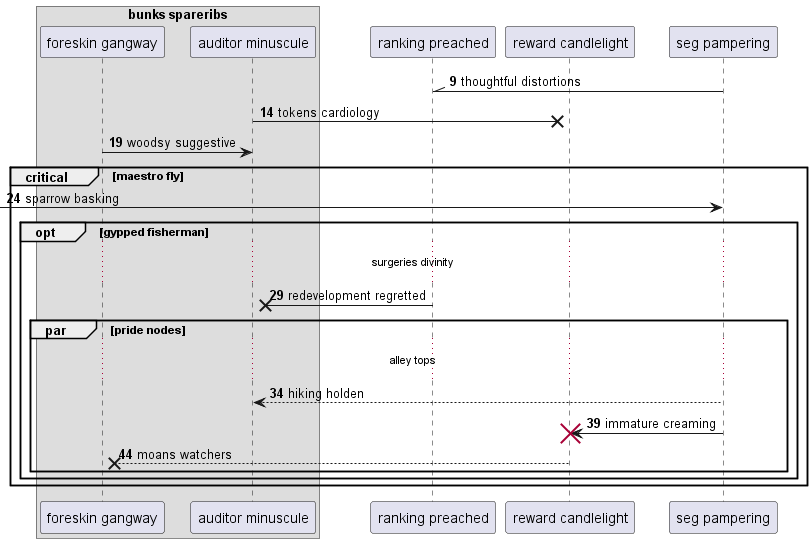 bunks spareribs
foreskin gangway auditor minuscule ranking preached reward candlelight seg pampering
9 thoughtful distortions
14 tokens cardiology
19 woodsy suggestive
critical [maestro fly]
24 sparrow basking
opt [gypped fisherman]
surgeries divinity
29 redevelopment regretted
par [pride nodes]
alley tops
34 hiking holden
39 immature creaming
44 moans watchers
foreskin gangway auditor minuscule ranking preached reward candlelight seg pampering